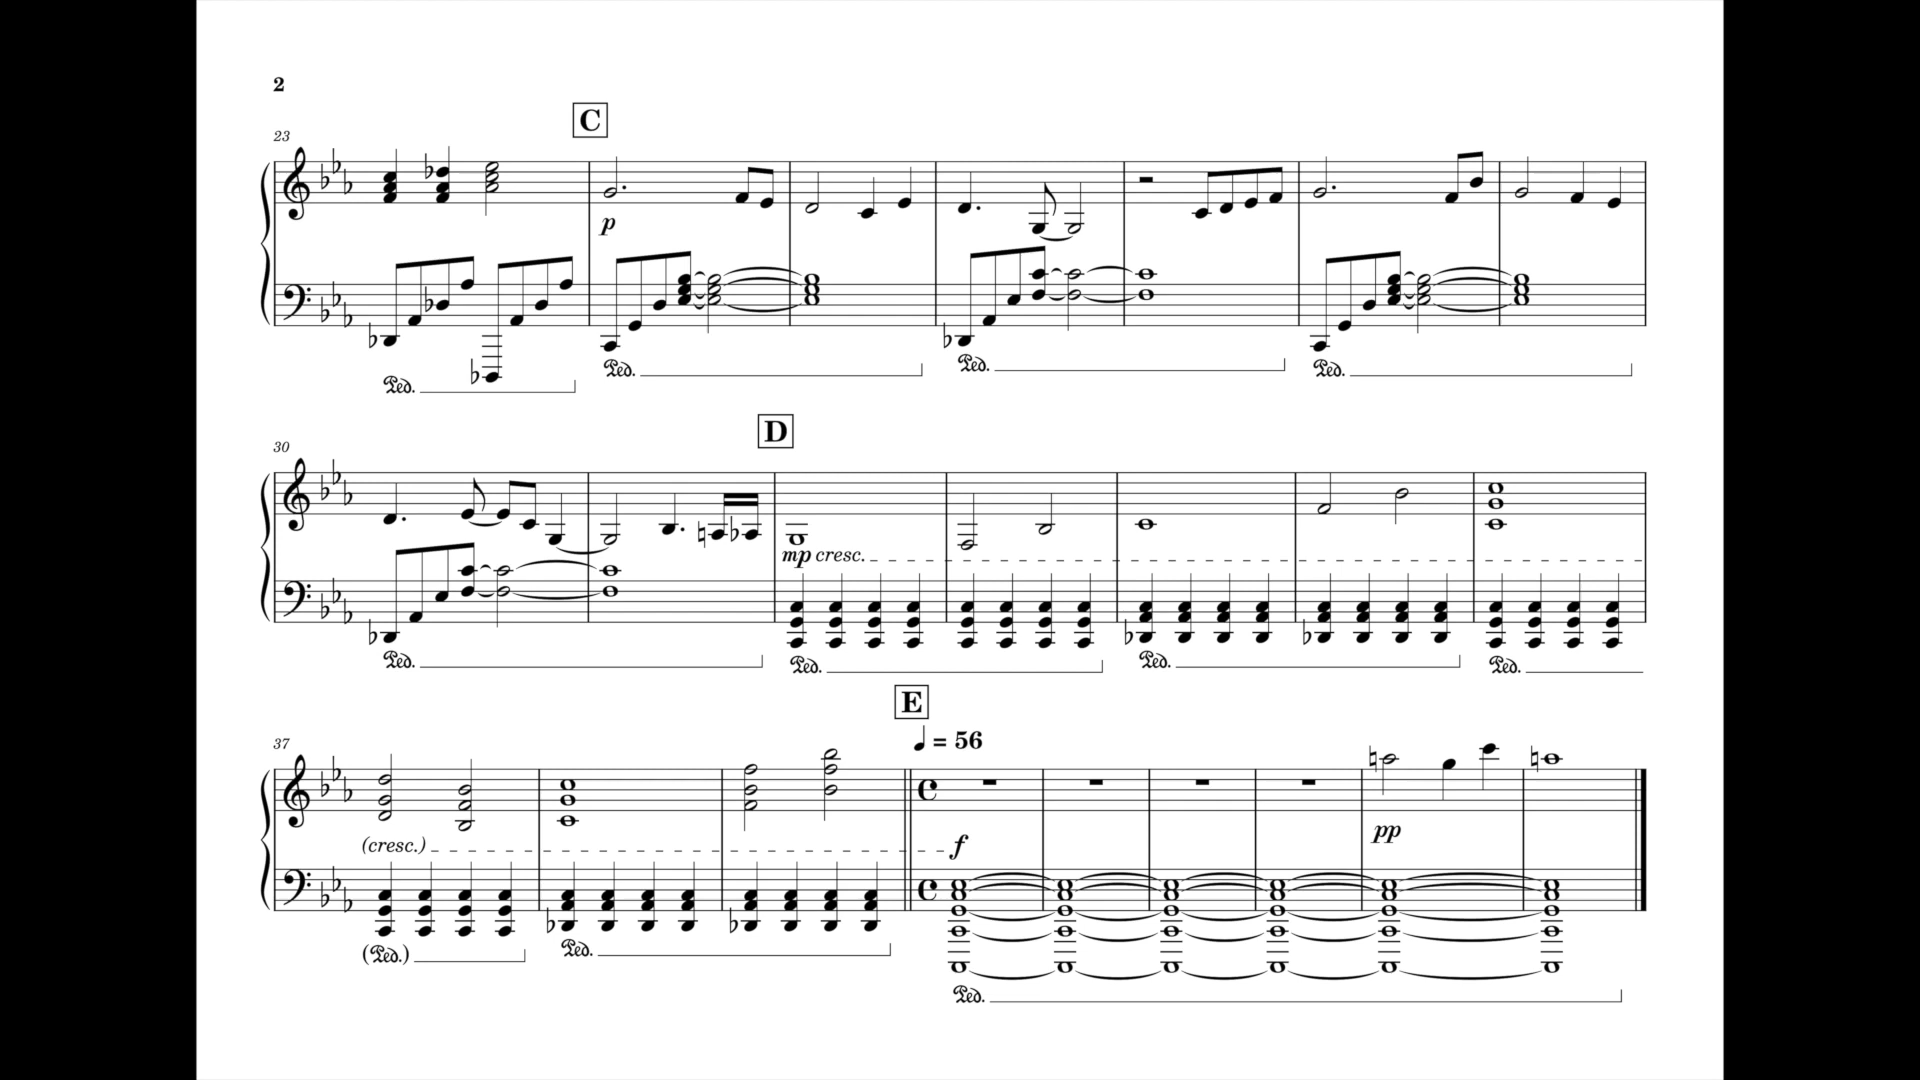 2
C
23
p
Ped. Ped. Ped. Ped.
D
30
mp cresc.
Ped. Ped. Ped. Ped.
E
37
= 56
(cresc.) f pp
(Ped.) Ped. Ped.